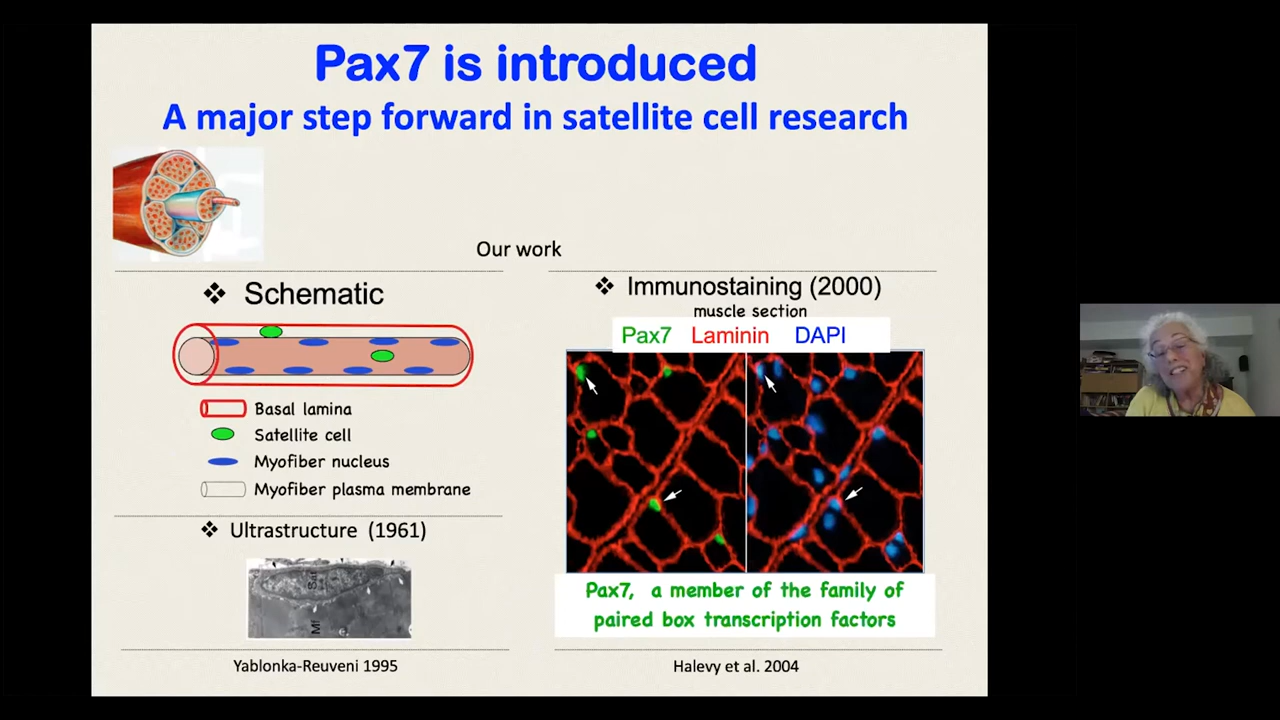 Pax7 is introduced
A major step forward in satellite cell research
Our work
❖ Schematic
Basal lamina
Satellite cell
Myofiber nucleus
Myofiber plasma membrane
❖ Ultrastructure (1961)
Sat
Mf
Yablonka-Reuveni 1995
❖ Immunostaining (2000)
muscle section
Pax7 Laminin DAPI
Pax7, a member of the family of
paired box transcription factors
Halevy et al. 2004